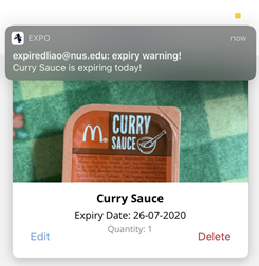 EXPO
now
expiredliao@nus.edu: expiry warning!
Curry Sauce is expiring today!!
CURRY
SAUCE
Curry Sauce
Expiry Date: 26-07-2020
Quantity: 1
Edit
Delete